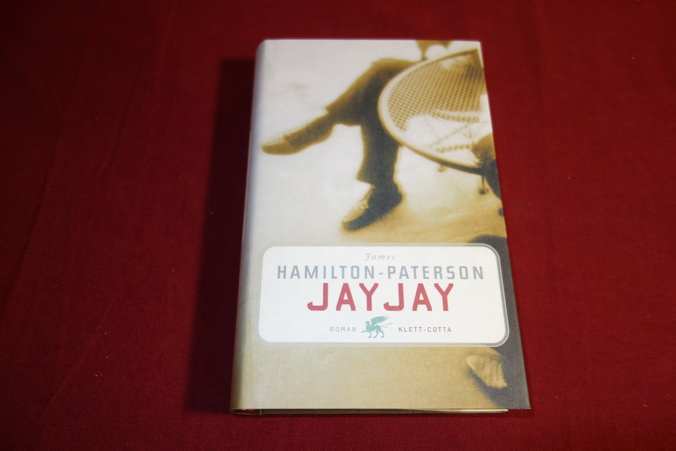 James
HAMILTON-PATERSON
JAYJAY
ROMAN KLETT-COTTA